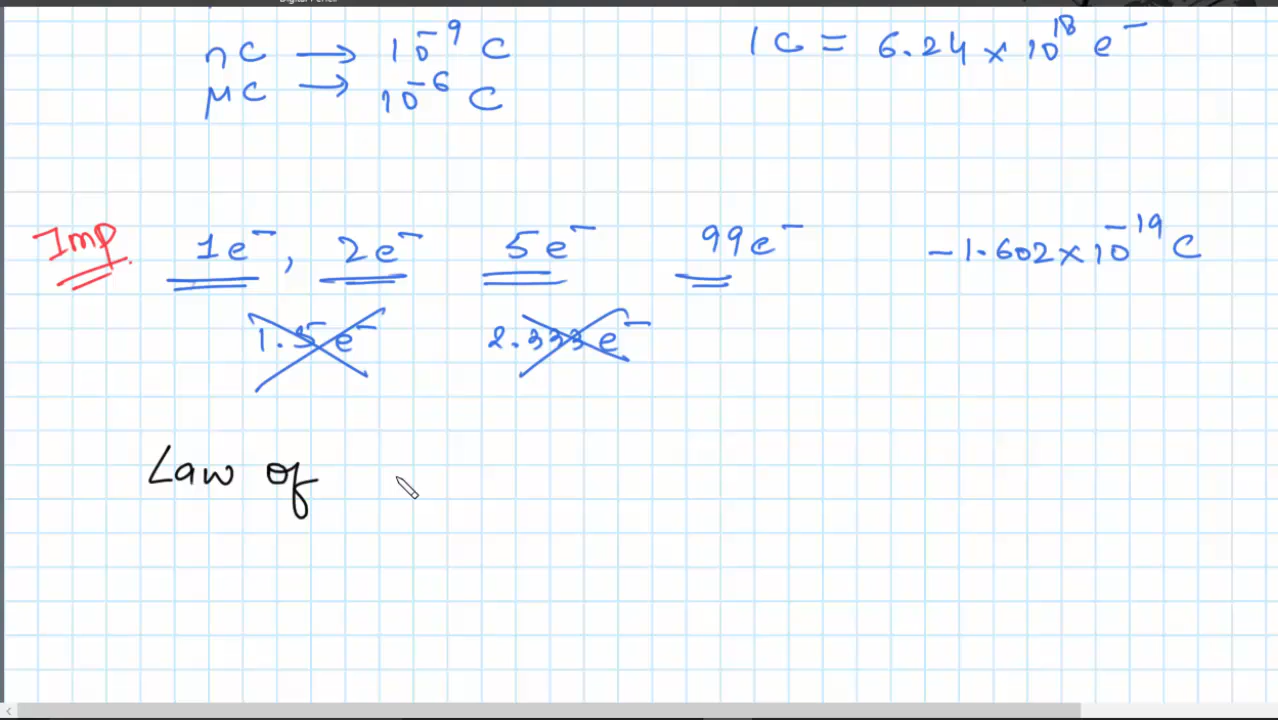 nC → 10⁻⁹ C
1 C = 6.24 × 10¹⁸ e⁻
μC → 10⁻⁶ C
Imp 1e⁻, 2e⁻ 5e⁻ 99e⁻ -1.602×10⁻¹⁹ C
1.5e⁻ 2.333e⁻
Law of